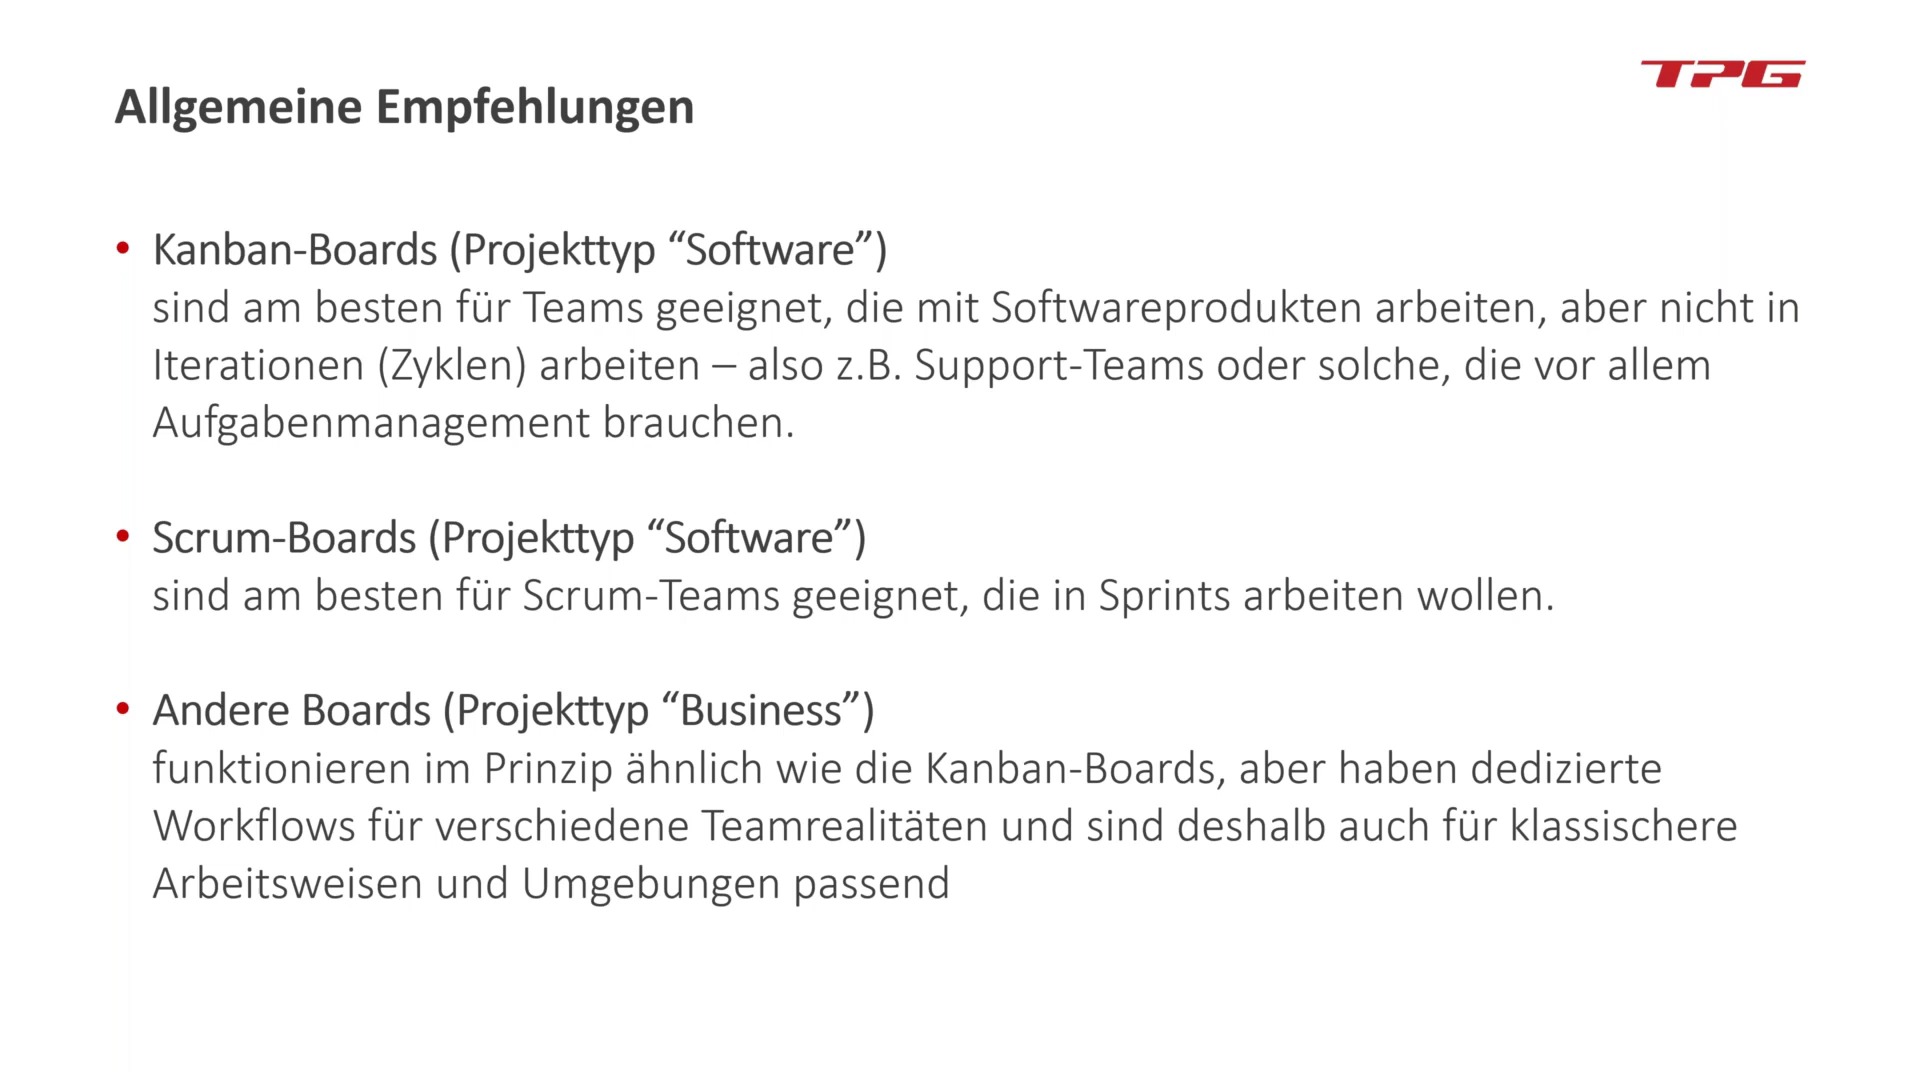 TPG
Allgemeine Empfehlungen
• Kanban-Boards (Projekttyp “Software”)
sind am besten für Teams geeignet, die mit Softwareprodukten arbeiten, aber nicht in
Iterationen (Zyklen) arbeiten – also z.B. Support-Teams oder solche, die vor allem
Aufgabenmanagement brauchen.
• Scrum-Boards (Projekttyp “Software”)
sind am besten für Scrum-Teams geeignet, die in Sprints arbeiten wollen.
• Andere Boards (Projekttyp “Business”)
funktionieren im Prinzip ähnlich wie die Kanban-Boards, aber haben dedizierte
Workflows für verschiedene Teamrealitäten und sind deshalb auch für klassischere
Arbeitsweisen und Umgebungen passend